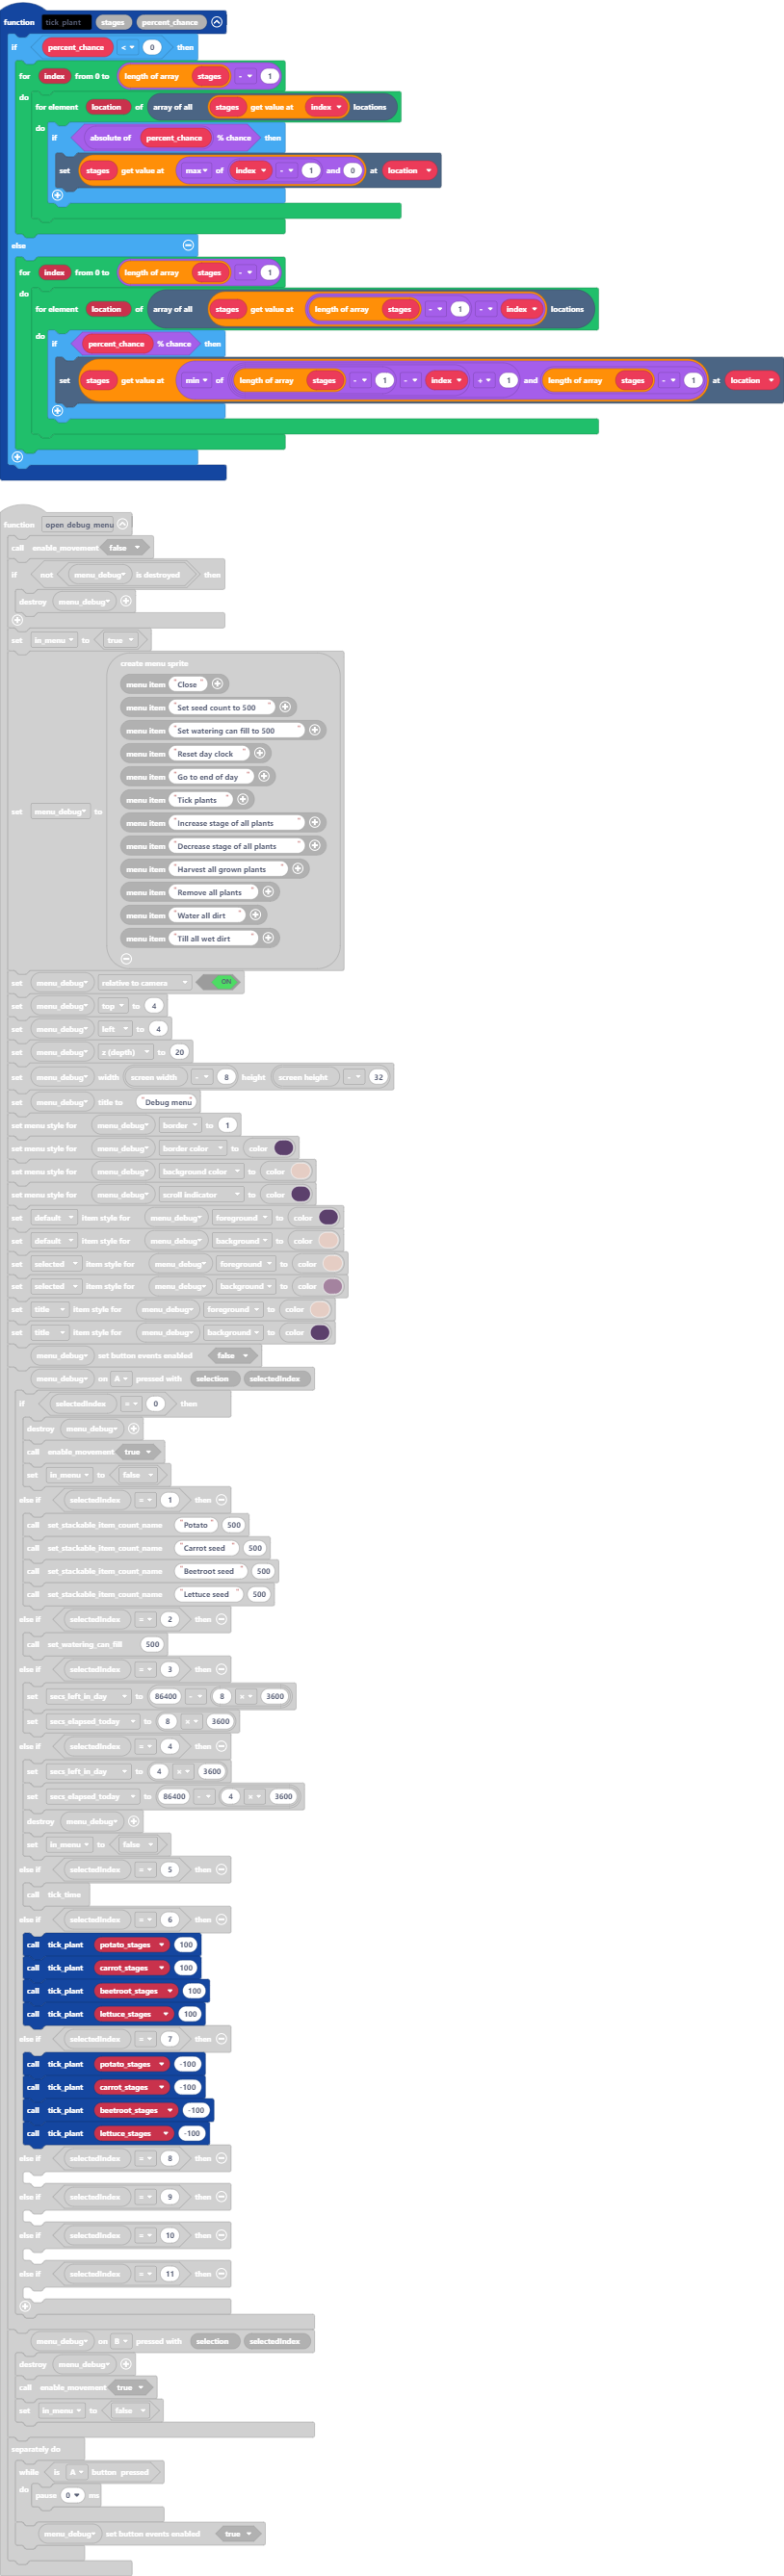 function tick_plant stages percent_chance
if percent_chance < 0 then
for index from 0 to length of array stages - 1
do
for element location of array of all stages get value at index locations
do
if absolute of percent_chance % chance then
set stages get value at max of index - 1 and 0 at location
else
for index from 0 to length of array stages - 1
do
for element location of array of all stages get value at length of array stages - 1 - index locations
do
if percent_chance % chance then
set stages get value at min of length of array stages - 1 - index + 1 and length of array stages - 1 at location
function open_debug_menu
call enable_movement false
if not menu_debug is destroyed then
destroy menu_debug
set in_menu to true
create menu sprite
menu item "Close"
menu item "Set seed count to 500"
menu item "Set watering can fill to 500"
menu item "Reset day clock"
menu item "Go to end of day"
menu item "Tick plants"
set menu_debug to
menu item "Increase stage of all plants"
menu item "Decrease stage of all plants"
menu item "Harvest all grown plants"
menu item "Remove all plants"
menu item "Water all dirt"
menu item "Till all wet dirt"
set menu_debug relative to camera ON
set menu_debug top to 4
set menu_debug left to 4
set menu_debug z (depth) to 20
set menu_debug width screen width - 8 height screen height - 32
set menu_debug title to "Debug menu"
set menu style for menu_debug border to 1
set menu style for menu_debug border color to color
set menu style for menu_debug background color to color
set menu style for menu_debug scroll indicator to color
set default item style for menu_debug foreground to color
set default item style for menu_debug background to color
set selected item style for menu_debug foreground to color
set selected item style for menu_debug background to color
set title item style for menu_debug foreground to color
set title item style for menu_debug background to color
menu_debug set button events enabled false
menu_debug on A pressed with selection selectedIndex
if selectedIndex = 0 then
destroy menu_debug
call enable_movement true
set in_menu to false
else if selectedIndex = 1 then
call set_stackable_item_count_name "Potato" 500
call set_stackable_item_count_name "Carrot seed" 500
call set_stackable_item_count_name "Beetroot seed" 500
call set_stackable_item_count_name "Lettuce seed" 500
else if selectedIndex = 2 then
call set_watering_can_fill 500
else if selectedIndex = 3 then
set secs_left_in_day to 86400 - 8 × 3600
set secs_elapsed_today to 8 × 3600
else if selectedIndex = 4 then
set secs_left_in_day to 4 × 3600
set secs_elapsed_today to 86400 - 4 × 3600
destroy menu_debug
set in_menu to false
else if selectedIndex = 5 then
call tick_time
else if selectedIndex = 6 then
call tick_plant potato_stages 100
call tick_plant carrot_stages 100
call tick_plant beetroot_stages 100
call tick_plant lettuce_stages 100
else if selectedIndex = 7 then
call tick_plant potato_stages -100
call tick_plant carrot_stages -100
call tick_plant beetroot_stages -100
call tick_plant lettuce_stages -100
else if selectedIndex = 8 then
else if selectedIndex = 9 then
else if selectedIndex = 10 then
else if selectedIndex = 11 then
menu_debug on B pressed with selection selectedIndex
destroy menu_debug
call enable_movement true
set in_menu to false
separately do
while is A button pressed
do
pause 0 ms
menu_debug set button events enabled true